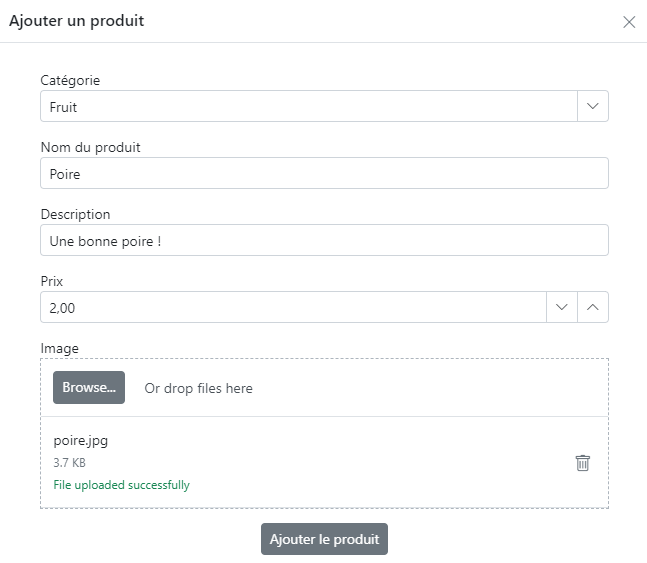 Ajouter un produit
Catégorie
Fruit
Nom du produit
Poire
Description
Une bonne poire !
Prix
2,00
Image
Browse... Or drop files here
poire.jpg
3.7 KB
File uploaded successfully
Ajouter le produit